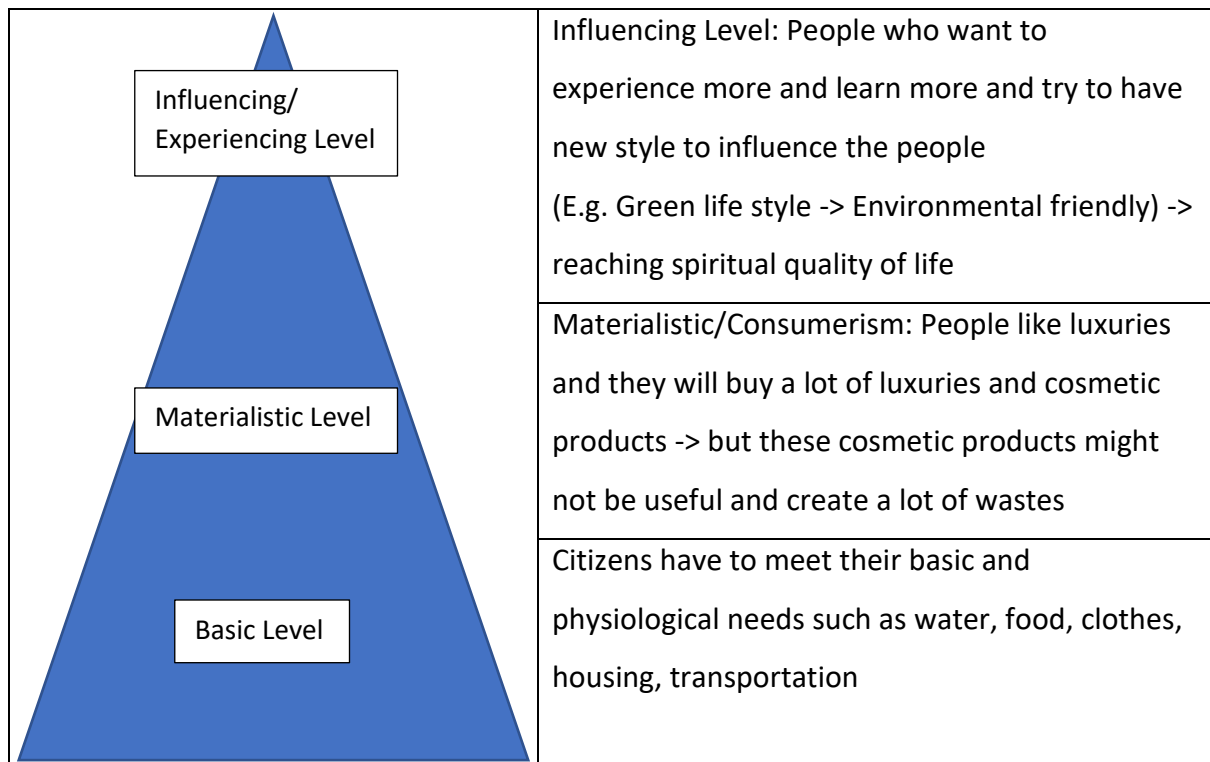 Influencing/
Experiencing Level
Materialistic Level
Basic Level
Influencing Level: People who want to
experience more and learn more and try to have
new style to influence the people
(E.g. Green life style -> Environmental friendly) ->
reaching spiritual quality of life
Materialistic/Consumerism: People like luxuries
and they will buy a lot of luxuries and cosmetic
products -> but these cosmetic products might
not be useful and create a lot of wastes
Citizens have to meet their basic and
physiological needs such as water, food, clothes,
housing, transportation